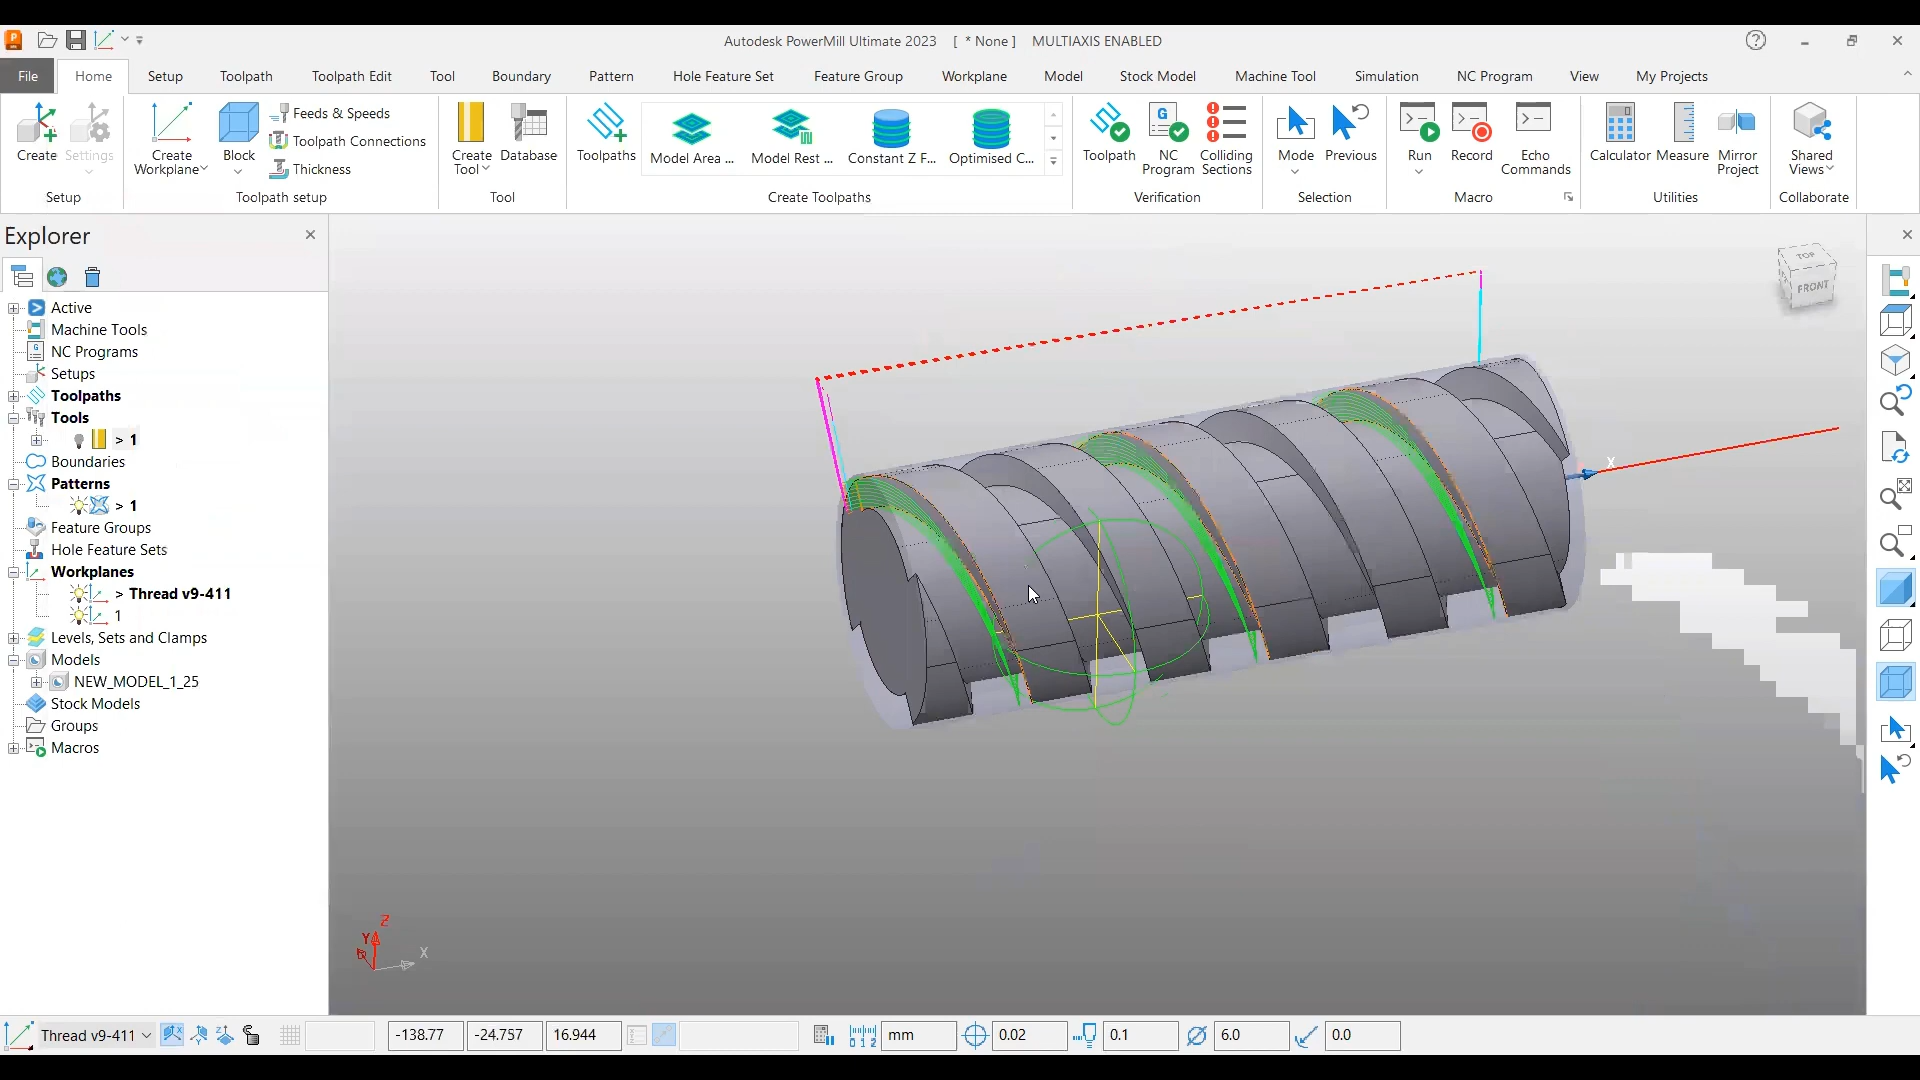 Autodesk PowerMill Ultimate 2023 [ * None ] MULTIAXIS ENABLED
File Home Setup Toolpath Toolpath Edit Tool Boundary Pattern Hole Feature Set Feature Group Workplane Model Stock Model Machine Tool Simulation NC Program View My Projects
Create
Settings
Setup
Create
Workplane
Block
Feeds & Speeds
Toolpath Connections
Thickness
Toolpath setup
Create
Tool
Database
Tool
Toolpaths
Model Area ...
Model Rest ...
Constant Z F...
Optimised C...
Create Toolpaths
Toolpath
NC
Program
Colliding
Sections
Verification
Mode
Previous
Selection
Run
Record
Echo
Commands
Macro
Calculator
Measure
Mirror
Project
Utilities
Shared
Views
Collaborate
Explorer
Active
Machine Tools
NC Programs
Setups
Toolpaths
Tools
> 1
Boundaries
Patterns
> 1
Feature Groups
Hole Feature Sets
Workplanes
> Thread v9-411
1
Levels, Sets and Clamps
Models
NEW_MODEL_1_25
Stock Models
Groups
Macros
TOP
FRONT
X
Z
Y
X
Thread v9-411
-138.77
-24.757
16.944
mm
0.02
0.1
6.0
0.0